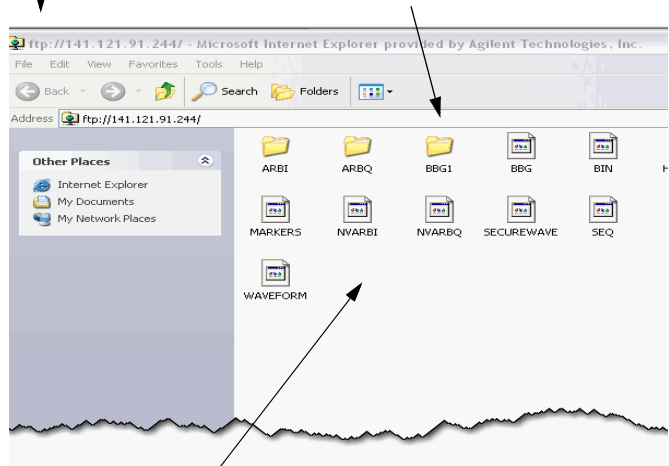 ftp://141.121.91.244/ - Microsoft Internet Explorer provided by Agilent Technologies, Inc.
File Edit View Favorites Tools Help
Back Search Folders
Address ftp://141.121.91.244/
Other Places
Internet Explorer
My Documents
My Network Places
ARBI ARBQ BBG1 BBG BIN H
MARKERS NVARBI NVARBQ SECUREWAVE SEQ
WAVEFORM